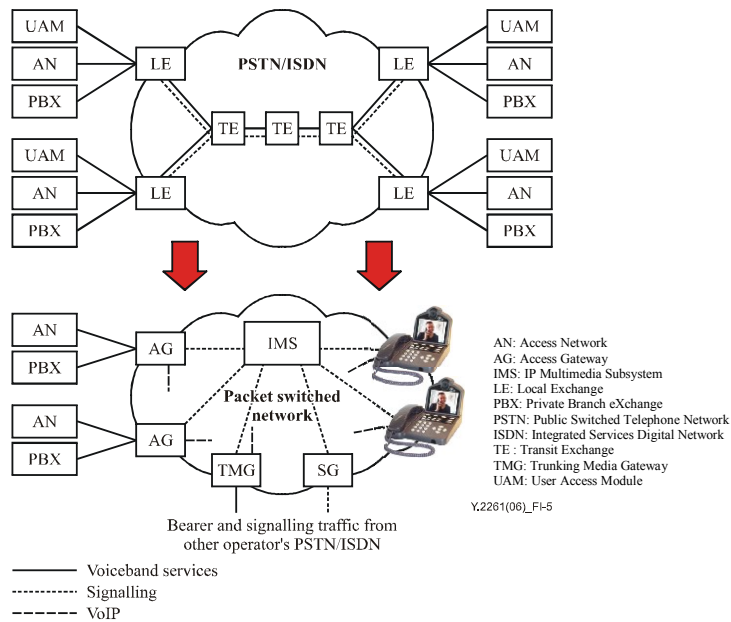 UAM
AN
PBX
LE
PSTN/ISDN
LE
UAM
AN
PBX
TE
TE
TE
UAM
AN
PBX
LE
LE
UAM
AN
PBX
AN
PBX
AG
IMS
Packet switched
network
AN
PBX
AG
TMG
SG
Bearer and signalling traffic from
other operator's PSTN/ISDN
AN: Access Network
AG: Access Gateway
IMS: IP Multimedia Subsystem
LE: Local Exchange
PBX: Private Branch eXchange
PSTN: Public Switched Telephone Network
ISDN: Integrated Services Digital Network
TE : Transit Exchange
TMG: Trunking Media Gateway
UAM: User Access Module
Y.2261(06)_FI-5
Voiceband services
Signalling
VoIP